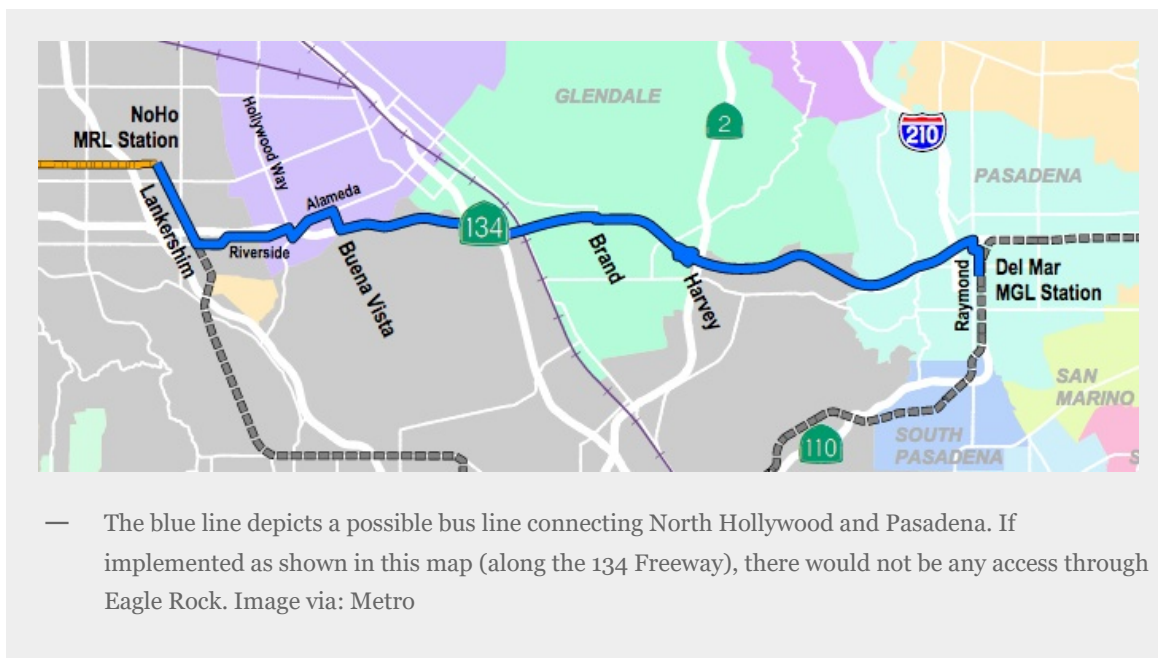 GLENDALE
2
210
NoHo
MRL Station
Hollywood Way
PASADENA
Lankershim
Alameda
134
Riverside
Buena Vista
Brand
Harvey
Raymond
Del Mar
MGL Station
SAN
MARINO
110
SOUTH
PASADENA
S
— The blue line depicts a possible bus line connecting North Hollywood and Pasadena. If
implemented as shown in this map (along the 134 Freeway), there would not be any access through
Eagle Rock. Image via: Metro